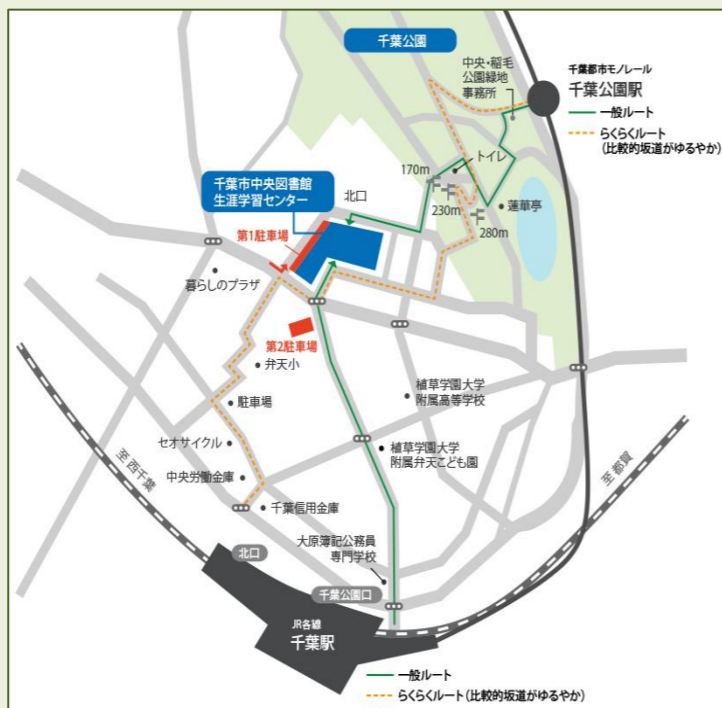 千葉公園
中央・稲毛
公園緑地
事務所
千葉都市モノレール
千葉公園駅
一般ルート
らくらくルート
(比較的坂道がゆるやか)
トイレ
170m
230m
280m
蓮華亭
北口
千葉市中央図書館
生涯学習センター
第1駐車場
暮らしのプラザ
第2駐車場
弁天小
駐車場
植草学園大学
附属高等学校
セオサイクル
植草学園大学
附属弁天こども園
中央労働金庫
千葉信用金庫
至西千葉
至都賀
大原簿記公務員
専門学校
北口
千葉公園口
JR各線
千葉駅
一般ルート
らくらくルート(比較的坂道がゆるやか)